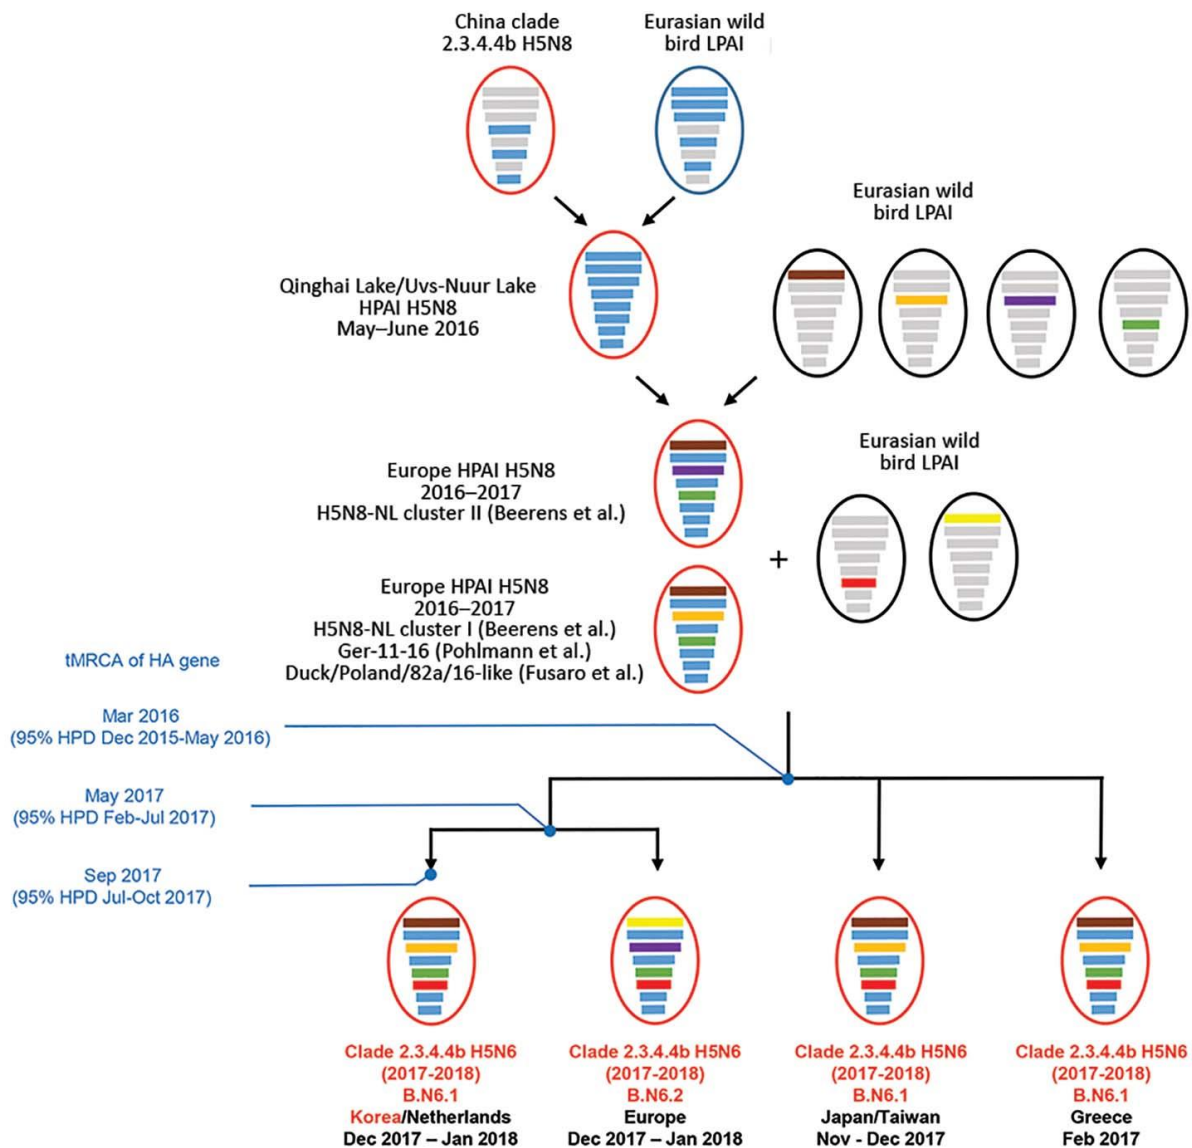 China clade
2.3.4.4b H5N8
Eurasian wild
bird LPAI
Eurasian wild
bird LPAI
Qinghai Lake/Uvs-Nuur Lake
HPAI H5N8
May–June 2016
Europe HPAI H5N8
2016–2017
H5N8-NL cluster II (Beerens et al.)
Eurasian wild
bird LPAI
+
Europe HPAI H5N8
2016–2017
H5N8-NL cluster I (Beerens et al.)
Ger-11-16 (Pohlmann et al.)
Duck/Poland/82a/16-like (Fusaro et al.)
tMRCA of HA gene
Mar 2016
(95% HPD Dec 2015-May 2016)
May 2017
(95% HPD Feb-Jul 2017)
Sep 2017
(95% HPD Jul-Oct 2017)
Clade 2.3.4.4b H5N6
(2017-2018)
B.N6.1
Korea/Netherlands
Dec 2017 – Jan 2018
Clade 2.3.4.4b H5N6
(2017-2018)
B.N6.2
Europe
Dec 2017 – Jan 2018
Clade 2.3.4.4b H5N6
(2017-2018)
B.N6.1
Japan/Taiwan
Nov - Dec 2017
Clade 2.3.4.4b H5N6
(2017-2018)
B.N6.1
Greece
Feb 2017